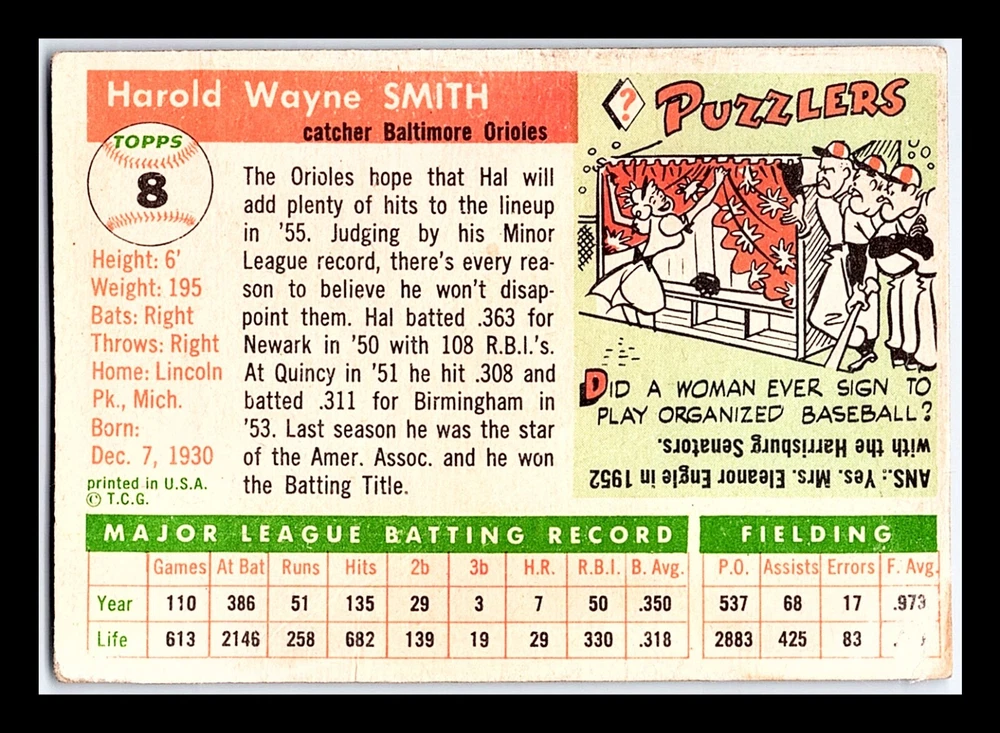 Harold Wayne SMITH
catcher Baltimore Orioles
TOPPS
8
Height: 6'
Weight: 195
Bats: Right
Throws: Right
Home: Lincoln
Pk., Mich.
Born:
Dec. 7, 1930
printed in U.S.A.
© T.C.G.
The Orioles hope that Hal will
add plenty of hits to the lineup
in '55. Judging by his Minor
League record, there's every rea-
son to believe he won't disap-
point them. Hal batted .363 for
Newark in '50 with 108 R.B.I.'s.
At Quincy in '51 he hit .308 and
batted .311 for Birmingham in
'53. Last season he was the star
of the Amer. Assoc. and he won
the Batting Title.
? PUZZLERS
DID A WOMAN EVER SIGN TO
PLAY ORGANIZED BASEBALL?
ANS.: Yes. Mrs. Eleanor Engle in 1952
with the Harrisburg Senators.
MAJOR LEAGUE BATTING RECORD FIELDING
Games At Bat Runs Hits 2b 3b H.R. R.B.I. B. Avg. P.O. Assists Errors F. Avg.
Year 110 386 51 135 29 3 7 50 .350 537 68 17 .973
Life 613 2146 258 682 139 19 29 330 .318 2883 425 83